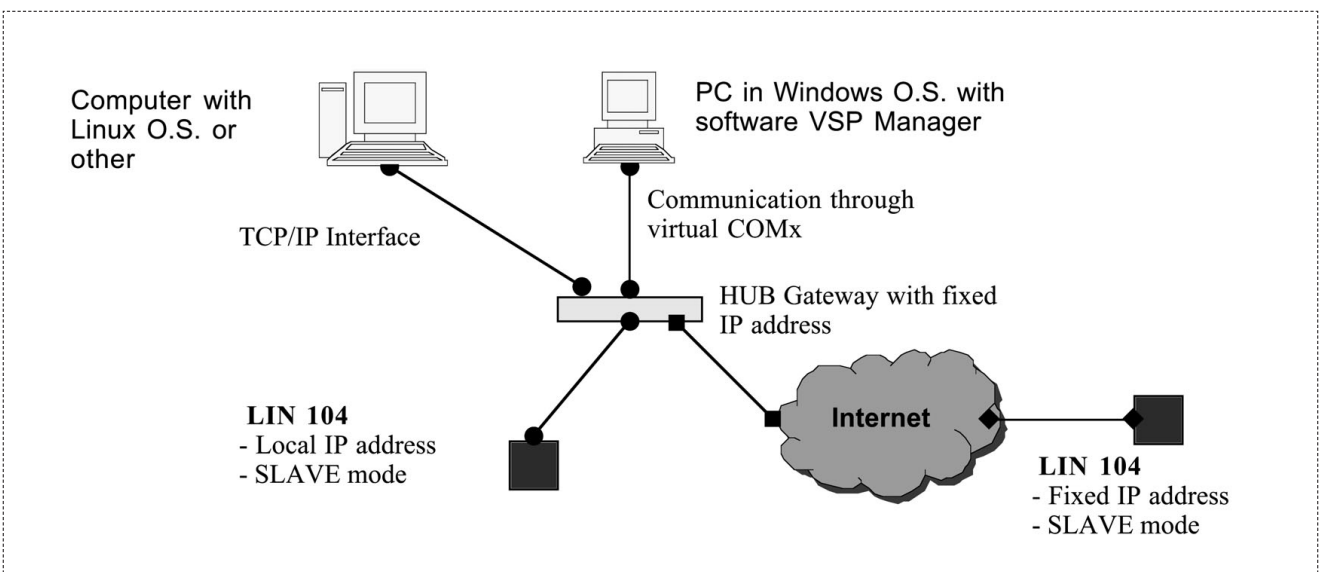 Computer with
Linux O.S. or
other
PC in Windows O.S. with
software VSP Manager
Communication through
virtual COMx
TCP/IP Interface
HUB Gateway with fixed
IP address
LIN 104
- Local IP address
- SLAVE mode
Internet
LIN 104
- Fixed IP address
- SLAVE mode